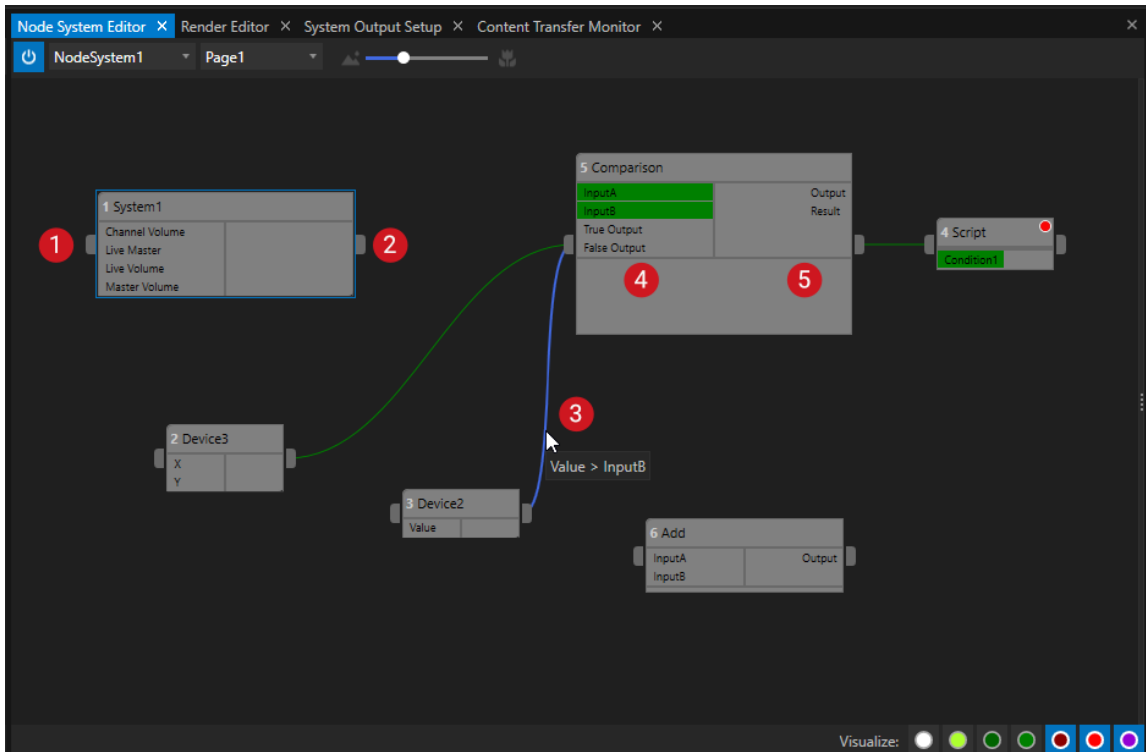 Node System Editor Render Editor System Output Setup Content Transfer Monitor
NodeSystem1 Page1
5 Comparison
InputA Output
InputB Result
True Output
False Output
4 5
1 System1
Channel Volume
Live Master
Live Volume
Master Volume
1 2
4 Script
Condition1
3
Value > InputB
2 Device3
X
Y
3 Device2
Value
6 Add
InputA Output
InputB
Visualize: